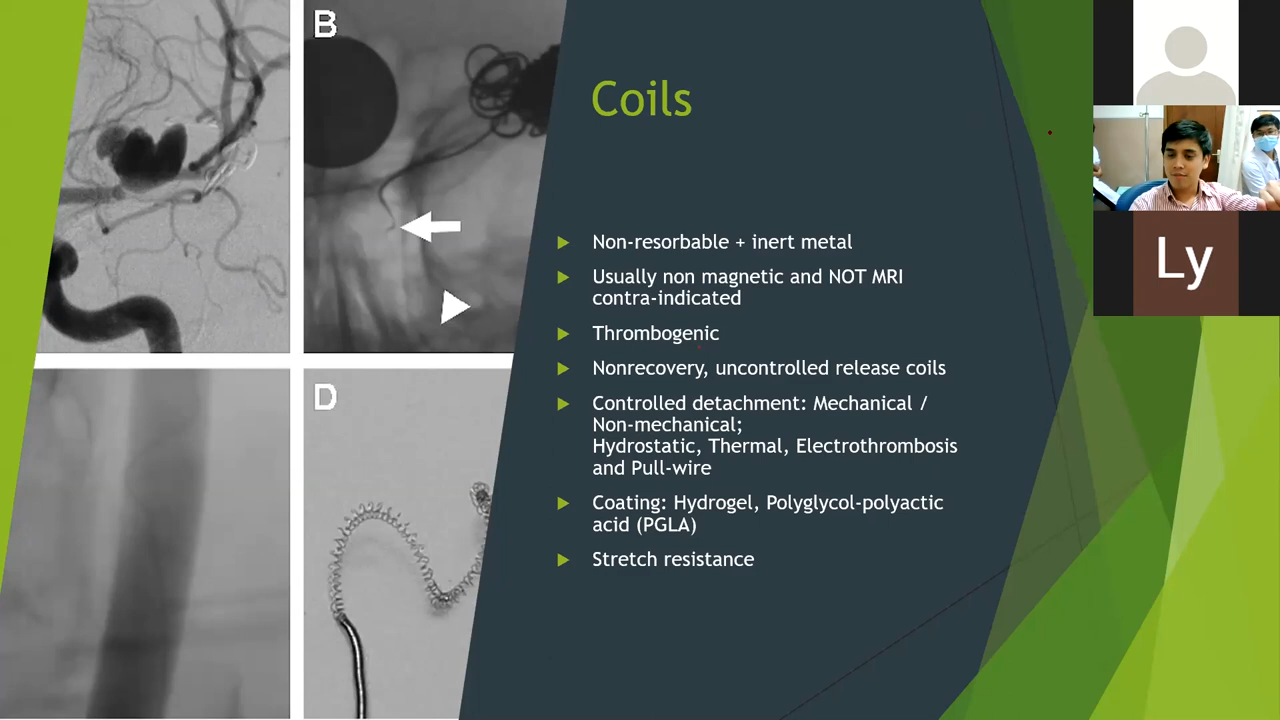 B
D
Coils
Non-resorbable + inert metal
Usually non magnetic and NOT MRI
contra-indicated
Thrombogenic
Nonrecovery, uncontrolled release coils
Controlled detachment: Mechanical /
Non-mechanical;
Hydrostatic, Thermal, Electrothrombosis
and Pull-wire
Coating: Hydrogel, Polyglycol-polyactic
acid (PGLA)
Stretch resistance
Ly